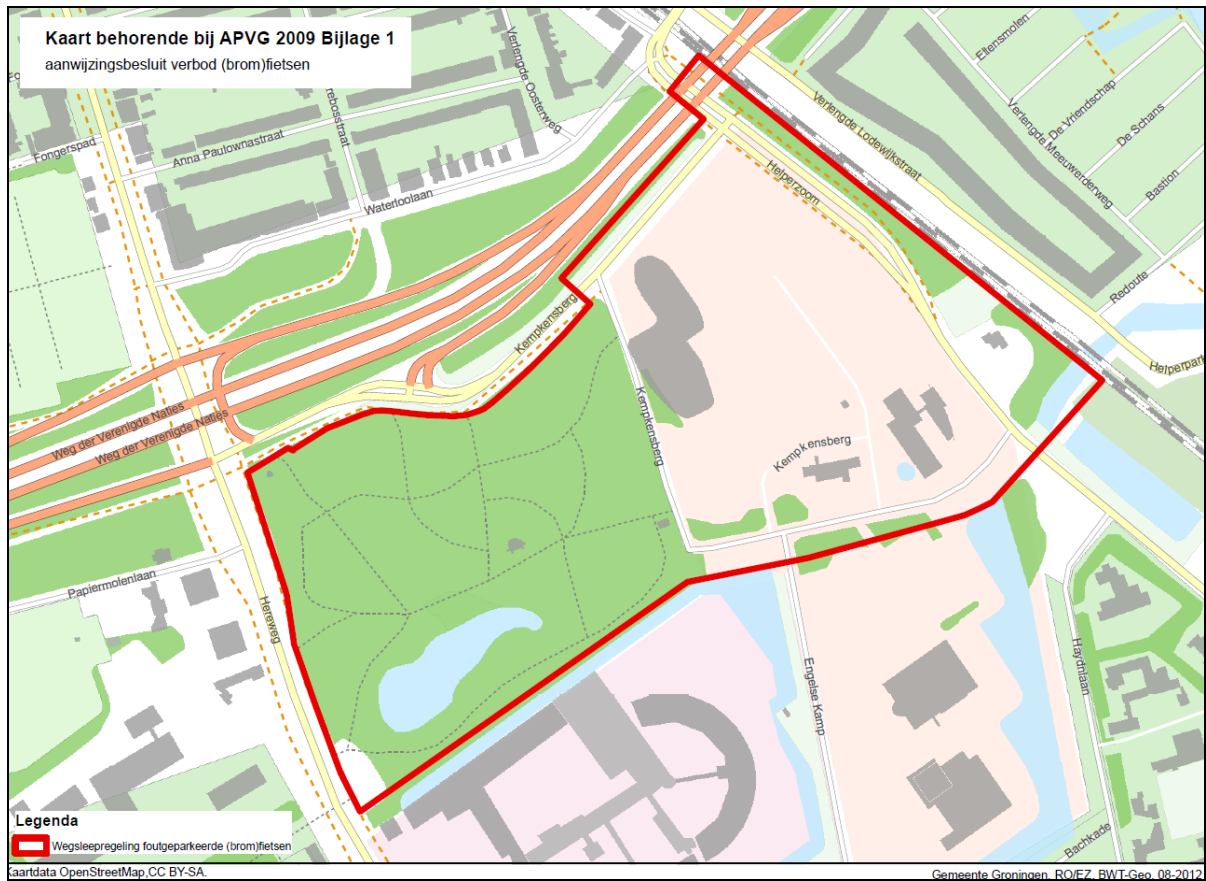 Kaart behorende bij APVG 2009 Bijlage 1
aanwijzingsbesluit verbod (brom)fietsen
Ellensmolen
Verlengde Oosterweg
Verlengde Lodewijkstraat
De Vriendschap
De Schans
Verlengde Meeuwerderweg
Bastion
Anna Paulownastraat
Fongerspad
Helperzoom
Waterloolaan
Redoute
Kempkensberg
Helperpark
Kempkensberg
Weg der Verenigde Naties
Weg der Verenigde Naties
Kempkensberg
Papiermolenlaan
Hereweg
Haydnlaan
Engelse Kamp
Bachkade
Legenda
Wegsleepregeling foutgeparkeerde (brom)fietsen
Kaartdata OpenStreetMap,CC BY-SA.
Gemeente Groningen, RO/EZ, BWT-Geo, 08-2012